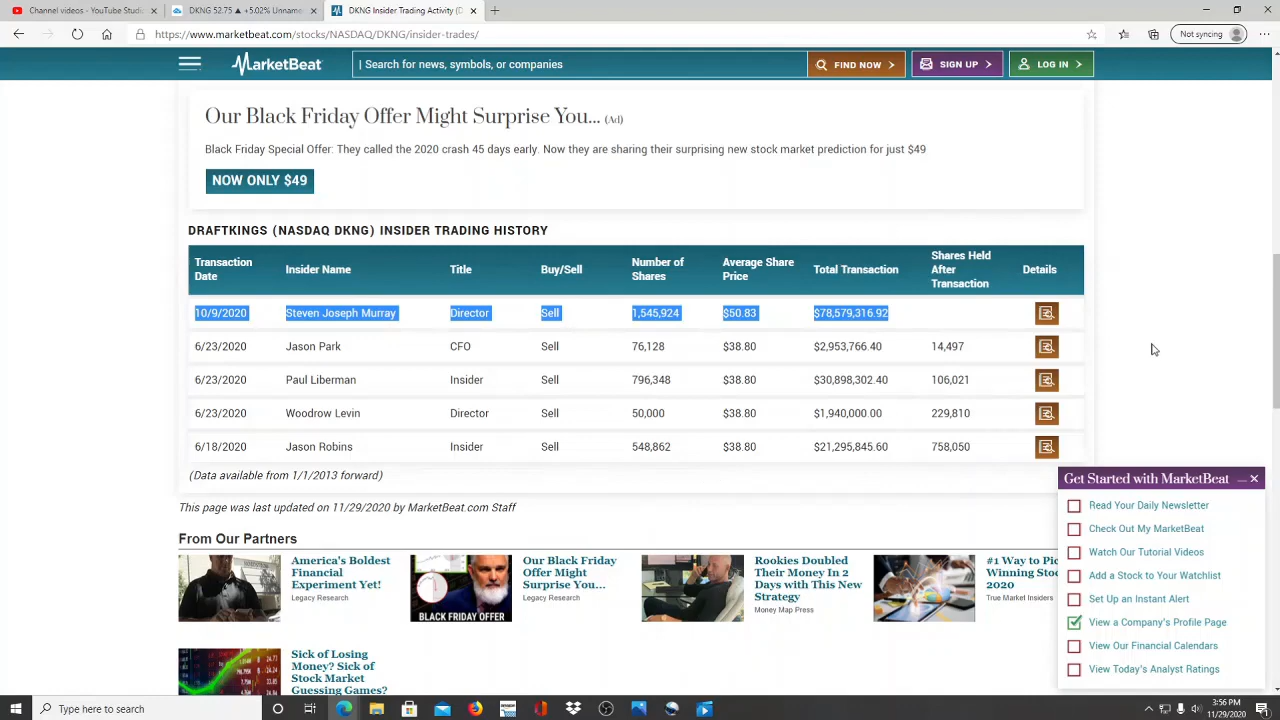 Channel videos - YouTube Studio
DKNG 52.75 ▲ +5.82% Unnamed
DKNG Insider Trading Activity (
https://www.marketbeat.com/stocks/NASDAQ/DKNG/insider-trades/
Not syncing
MarketBeat
Search for news, symbols, or companies
FIND NOW
SIGN UP
LOG IN
Our Black Friday Offer Might Surprise You... (Ad)
Black Friday Special Offer: They called the 2020 crash 45 days early. Now they are sharing their surprising new stock market prediction for just $49
NOW ONLY $49
DRAFTKINGS (NASDAQ DKNG) INSIDER TRADING HISTORY
Transaction Date Insider Name Title Buy/Sell Number of Shares Average Share Price Total Transaction Shares Held After Transaction Details
10/9/2020 Steven Joseph Murray Director Sell 1,545,924 $50.83 $78,579,316.92
6/23/2020 Jason Park CFO Sell 76,128 $38.80 $2,953,766.40 14,497
6/23/2020 Paul Liberman Insider Sell 796,348 $38.80 $30,898,302.40 106,021
6/23/2020 Woodrow Levin Director Sell 50,000 $38.80 $1,940,000.00 229,810
6/18/2020 Jason Robins Insider Sell 548,862 $38.80 $21,295,845.60 758,050
(Data available from 1/1/2013 forward)
This page was last updated on 11/29/2020 by MarketBeat.com Staff
From Our Partners
America's Boldest
Financial
Experiment Yet!
Legacy Research
BLACK FRIDAY OFFER
Our Black Friday
Offer Might
Surprise You...
Legacy Research
Rookies Doubled
Their Money In 2
Days with This New
Strategy
Money Map Press
#1 Way to Pic
Winning Stoc
2020
True Market Insiders
Sick of Losing
Money? Sick of
Stock Market
Guessing Games?
Get Started with MarketBeat
Read Your Daily Newsletter
Check Out My MarketBeat
Watch Our Tutorial Videos
Add a Stock to Your Watchlist
Set Up an Instant Alert
View a Company's Profile Page
View Our Financial Calendars
View Today's Analyst Ratings
Type here to search
3:56 PM
11/29/2020